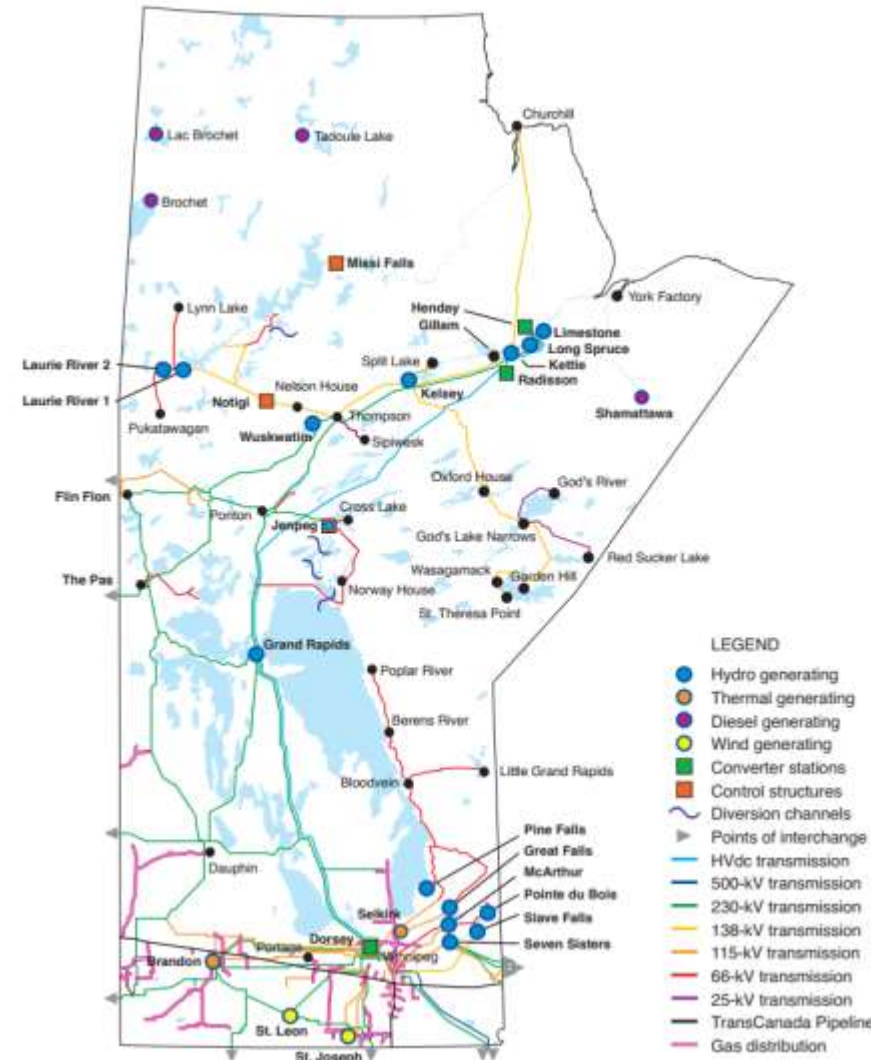 Churchill
Lac Brochet
Tadoule Lake
Brochet
Missi Falls
York Factory
Lynn Lake
Henday
Gillam
Limestone
Long Spruce
Kettle
Radisson
Split Lake
Laurie River 2
Laurie River 1
Nelson House
Notigi
Kelsey
Shamattawa
Pukatawagan
Thompson
Wuskwatim
Sipiwesk
Oxford House
God's River
Flin Flon
Ponton
Cross Lake
Jenpeg
God's Lake Narrows
Red Sucker Lake
The Pas
Norway House
Wasagamack
Garden Hill
St. Theresa Point
Grand Rapids
Poplar River
Berens River
Bloodvein
Little Grand Rapids
Dauphin
Pine Falls
Great Falls
McArthur
Pointe du Bois
Slave Falls
Seven Sisters
Selkirk
Dorsey
Portage
Winnipeg
Brandon
St. Leon
St. Joseph
LEGEND
Hydro generating
Thermal generating
Diesel generating
Wind generating
Converter stations
Control structures
Diversion channels
Points of interchange
HVdc transmission
500-kV transmission
230-kV transmission
138-kV transmission
115-kV transmission
66-kV transmission
25-kV transmission
TransCanada Pipeline
Gas distribution